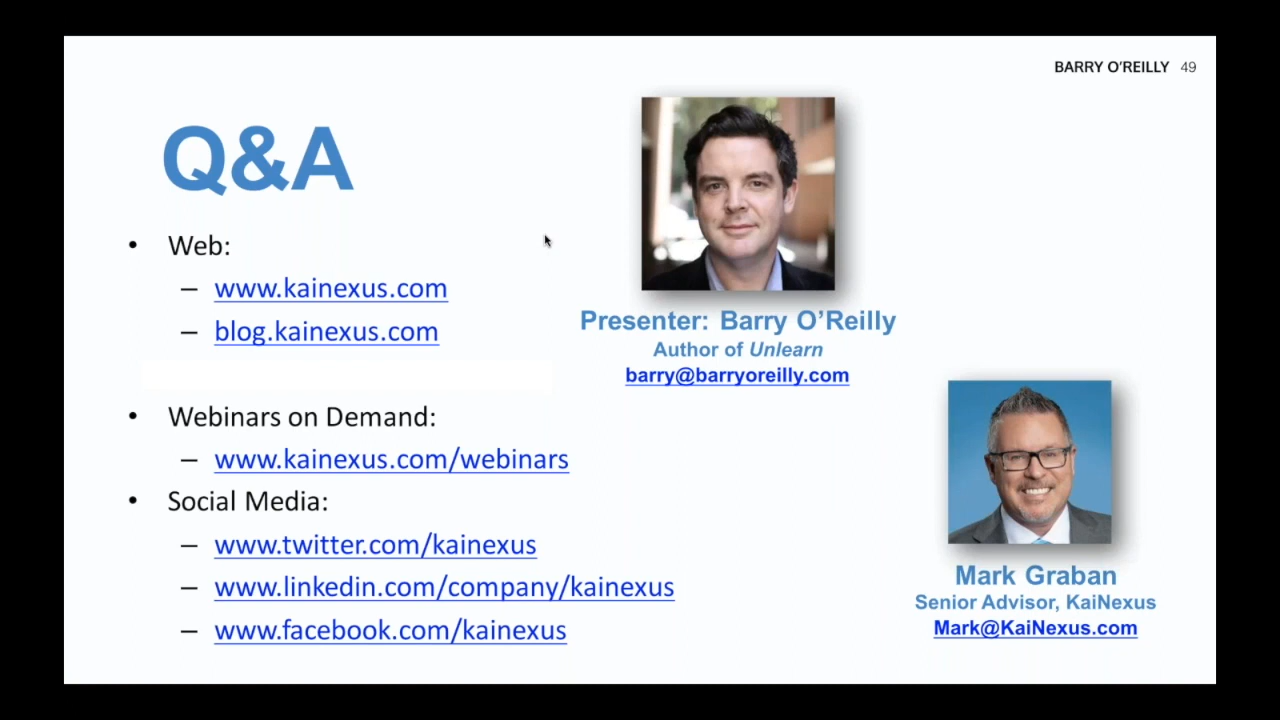 BARRY O'REILLY 49
Q&A
• Web:
– www.kainexus.com
– blog.kainexus.com
• Webinars on Demand:
– www.kainexus.com/webinars
• Social Media:
– www.twitter.com/kainexus
– www.linkedin.com/company/kainexus
– www.facebook.com/kainexus
Presenter: Barry O’Reilly
Author of Unlearn
barry@barryoreilly.com
Mark Graban
Senior Advisor, KaiNexus
Mark@KaiNexus.com